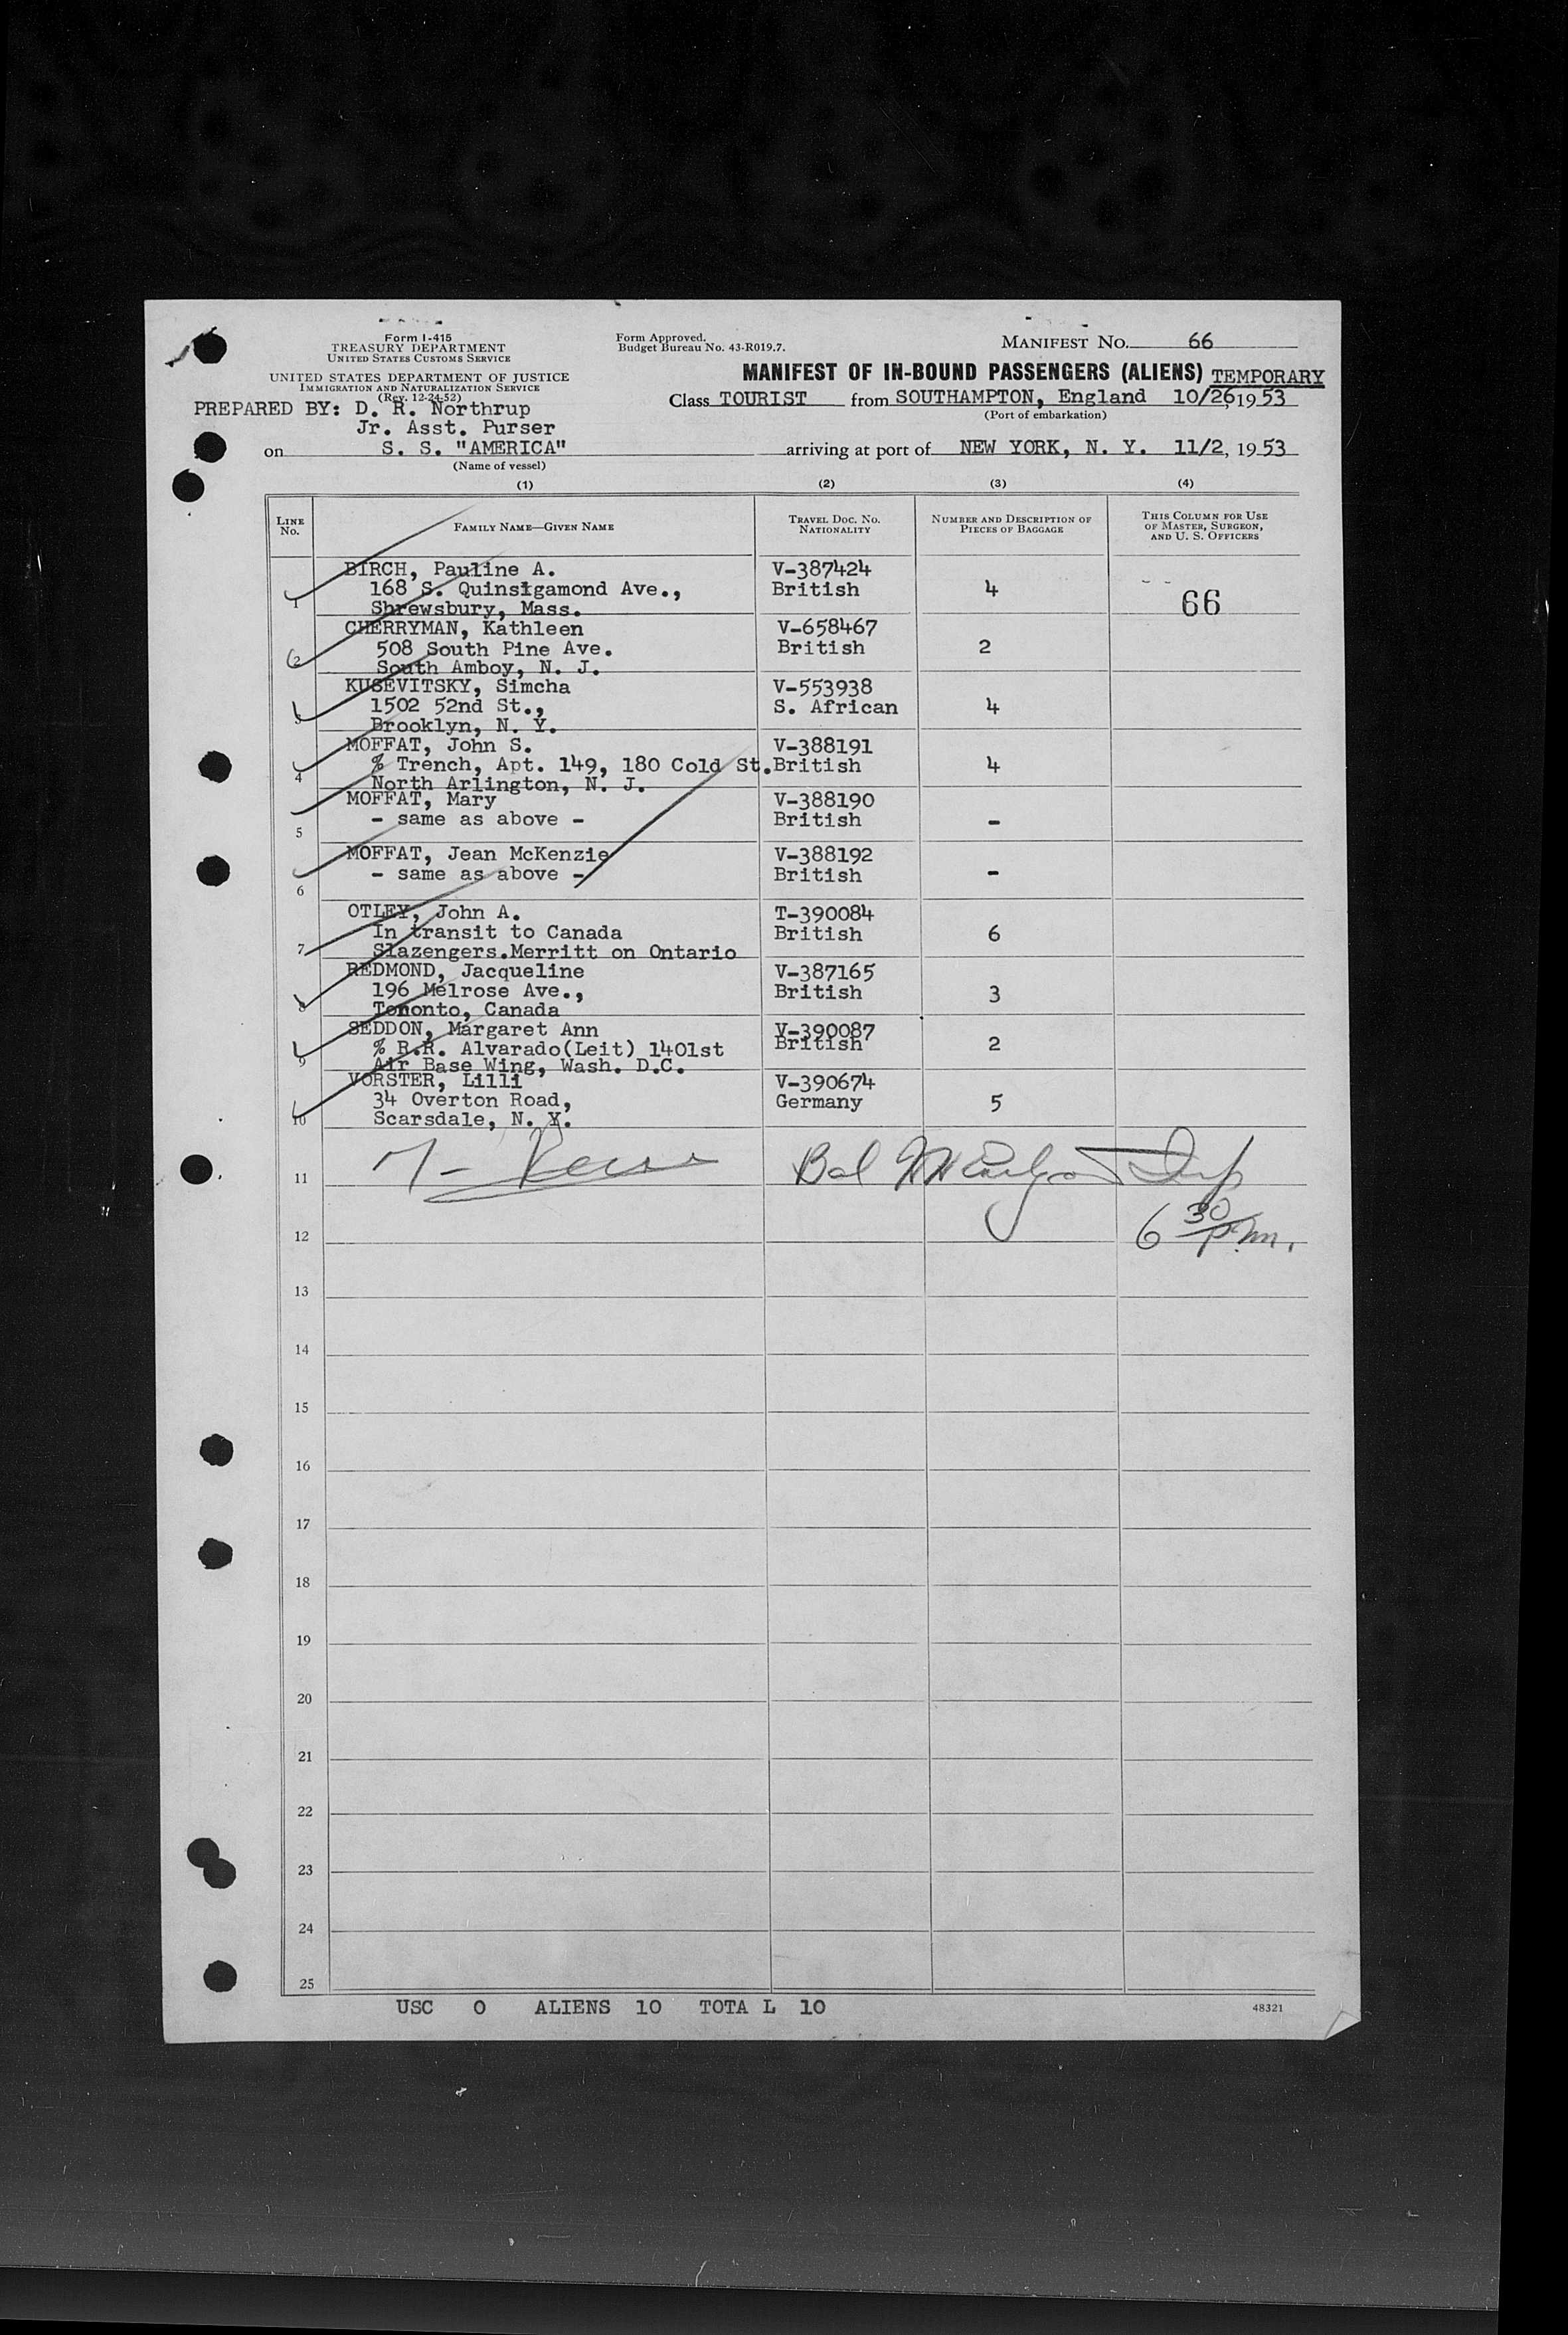 Form I-415
TREASURY DEPARTMENT
UNITED STATES CUSTOMS SERVICE
UNITED STATES DEPARTMENT OF JUSTICE
IMMIGRATION AND NATURALIZATION SERVICE
(Rev. 12-24-52)
Form Approved.
Budget Bureau No. 43-R019.7.
MANIFEST NO. 66
MANIFEST OF IN-BOUND PASSENGERS (ALIENS) TEMPORARY
Class TOURIST from SOUTHAMPTON, England 10/26, 1953
(Port of embarkation)
PREPARED BY: D. R. Northrup
Jr. Asst. Purser
on S. S. "AMERICA" arriving at port of NEW YORK, N. Y. 11/2, 1953
(Name of vessel)
(1) (2) (3) (4)
LINE NO. FAMILY NAME—GIVEN NAME TRAVEL DOC. NO. NATIONALITY NUMBER AND DESCRIPTION OF PIECES OF BAGGAGE THIS COLUMN FOR USE OF MASTER, SURGEON, AND U. S. OFFICERS
BIRCH, Pauline A. V-387424
1 168 S. Quinsigamond Ave., British 4 66
Shrewsbury, Mass.
CHERRYMAN, Kathleen V-658467
2 508 South Pine Ave. British 2
South Amboy, N. J.
KUSEVITSKY, Simcha V-553938
3 1502 52nd St., S. African 4
Brooklyn, N. Y.
MOFFAT, John S. V-388191
4 % Trench, Apt. 149, 180 Cold St. British 4
North Arlington, N. J.
MOFFAT, Mary V-388190
5 - same as above - British -
MOFFAT, Jean McKenzie V-388192
6 - same as above - British -
OTLEY, John A. T-390084
7 In transit to Canada British 6
Slazengers.Merritt on Ontario
REDMOND, Jacqueline V-387165
8 196 Melrose Ave., British 3
Tononto, Canada
SEDDON, Margaret Ann V-390087
9 % R.R. Alvarado(Leit) 1401st British 2
Air Base Wing, Wash. D.C.
VORSTER, Lilli V-390674
10 34 Overton Road, Germany 5
Scarsdale, N. Y.
11
12 6 30 p.m.
13
14
15
16
17
18
19
20
21
22
23
24
25
USC 0 ALIENS 10 TOTA L 10
48321